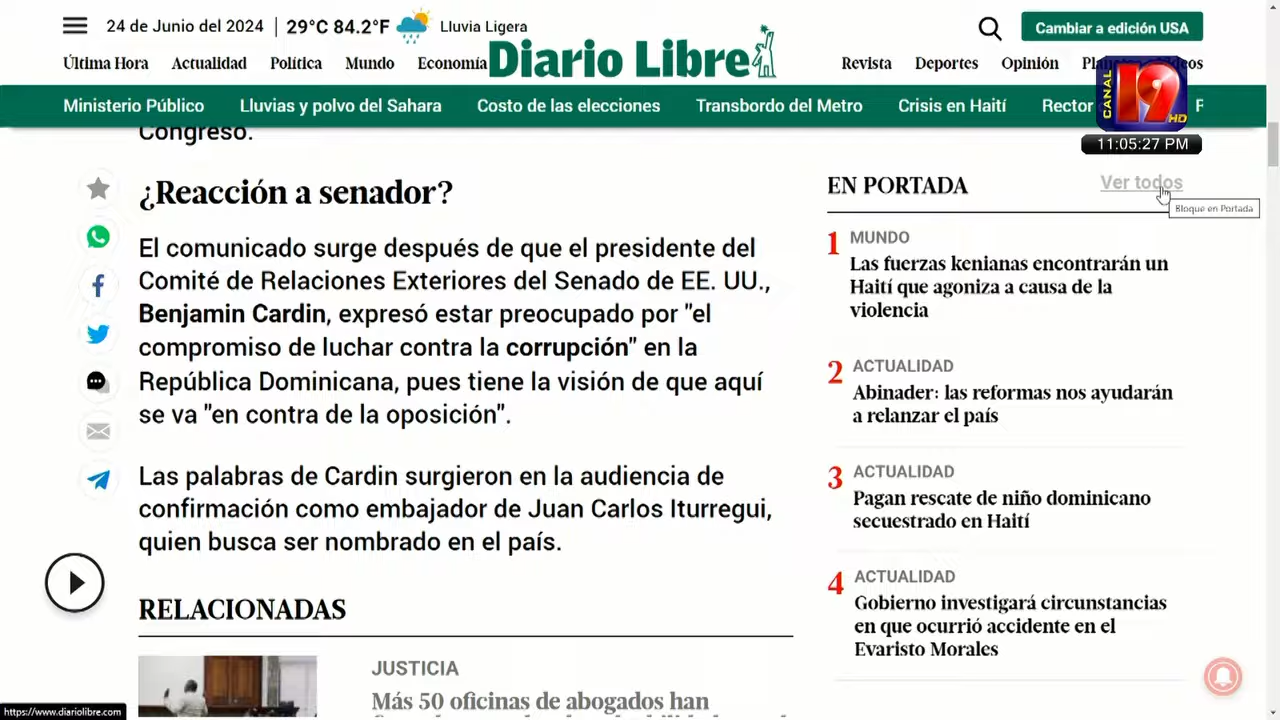 24 de Junio del 2024
29°C 84.2°F
Lluvia Ligera
Cambiar a edición USA
Última Hora
Actualidad
Política
Mundo
Economía
Diario Libre
Revista
Deportes
Opinión
Ministerio Público
Lluvias y polvo del Sahara
Costo de las elecciones
Transbordo del Metro
Crisis en Haití
Rector
CANAL 19 HD
11:05:27 PM
Congreso.
¿Reacción a senador?
El comunicado surge después de que el presidente del
Comité de Relaciones Exteriores del Senado de EE. UU.,
Benjamin Cardin, expresó estar preocupado por "el
compromiso de luchar contra la corrupción" en la
República Dominicana, pues tiene la visión de que aquí
se va "en contra de la oposición".
Las palabras de Cardin surgieron en la audiencia de
confirmación como embajador de Juan Carlos Iturregui,
quien busca ser nombrado en el país.
RELACIONADAS
JUSTICIA
Más 50 oficinas de abogados han
EN PORTADA
Ver todos
Bloque en Portada
1 MUNDO
Las fuerzas kenianas encontrarán un
Haití que agoniza a causa de la
violencia
2 ACTUALIDAD
Abinader: las reformas nos ayudarán
a relanzar el país
3 ACTUALIDAD
Pagan rescate de niño dominicano
secuestrado en Haití
4 ACTUALIDAD
Gobierno investigará circunstancias
en que ocurrió accidente en el
Evaristo Morales
https://www.diariolibre.com